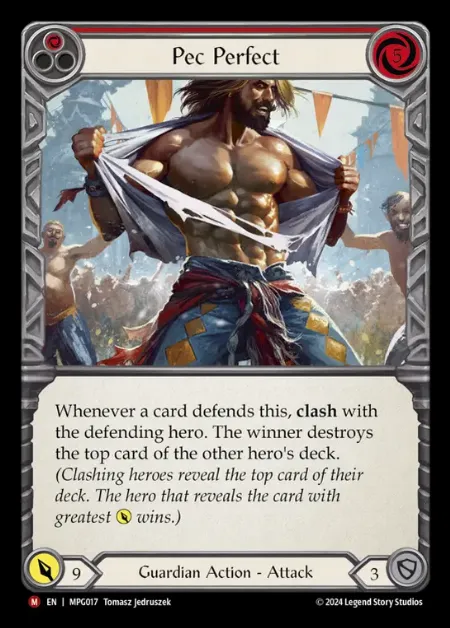 Pec Perfect
5
Whenever a card defends this, clash with
the defending hero. The winner destroys
the top card of the other hero's deck.
(Clashing heroes reveal the top card of their
deck. The hero that reveals the card with
greatest wins.)
9
Guardian Action - Attack
3
M EN | MPG017 Tomasz Jedruszek
© 2024 Legend Story Studios